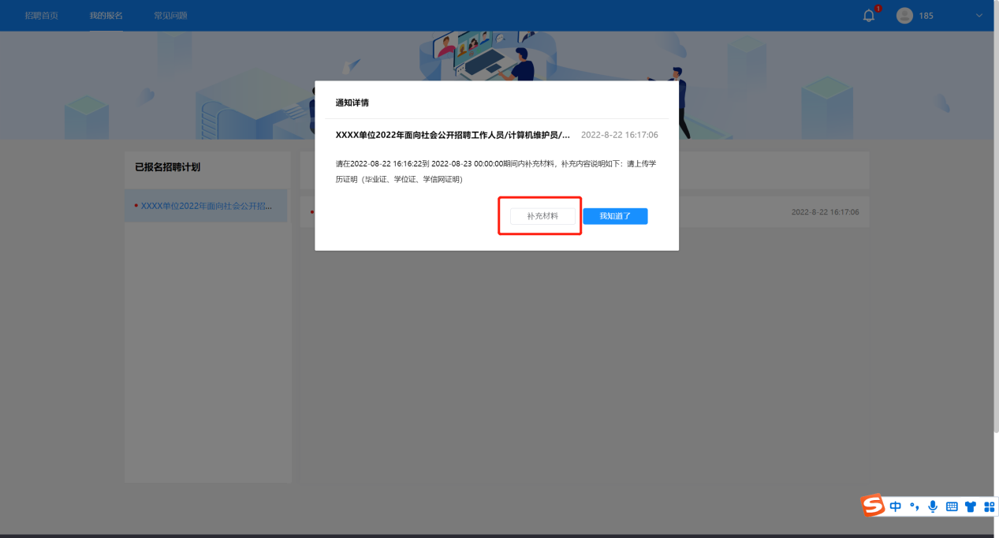 招聘首页 我的报名 常见问题 1 185
通知详情
XXXX单位2022年面向社会公开招聘工作人员/计算机维护员/... 2022-8-22 16:17:06
请在2022-08-22 16:16:22到 2022-08-23 00:00:00期间内补充材料，补充内容说明如下：请上传学
历证明（毕业证、学位证、学信网证明）
补充材料 我知道了
已报名招聘计划
XXXX单位2022年面向社会公开招...
2022-8-22 16:17:06
S 中